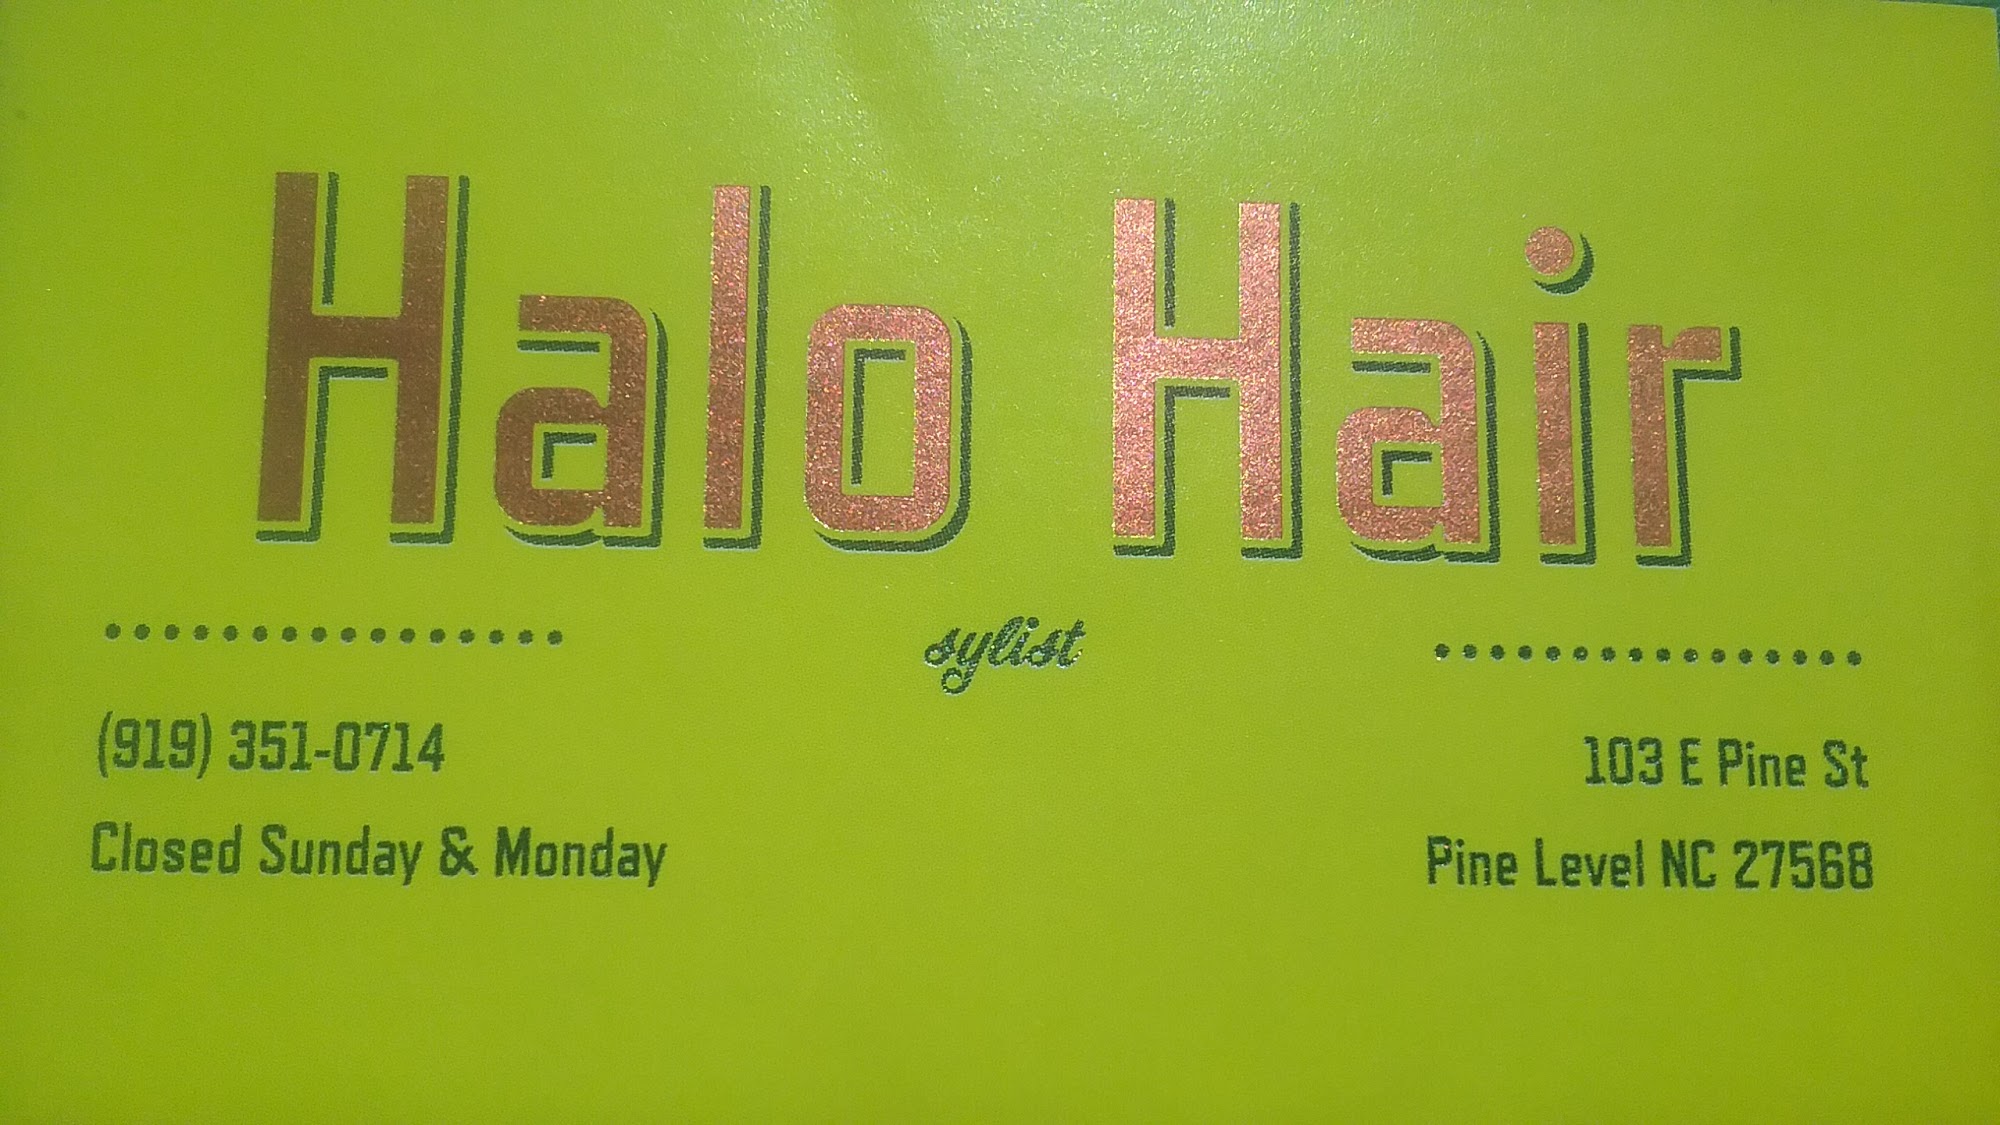 Halo Hair
sylist
(919) 351-0714
Closed Sunday & Monday
103 E Pine St
Pine Level NC 27568